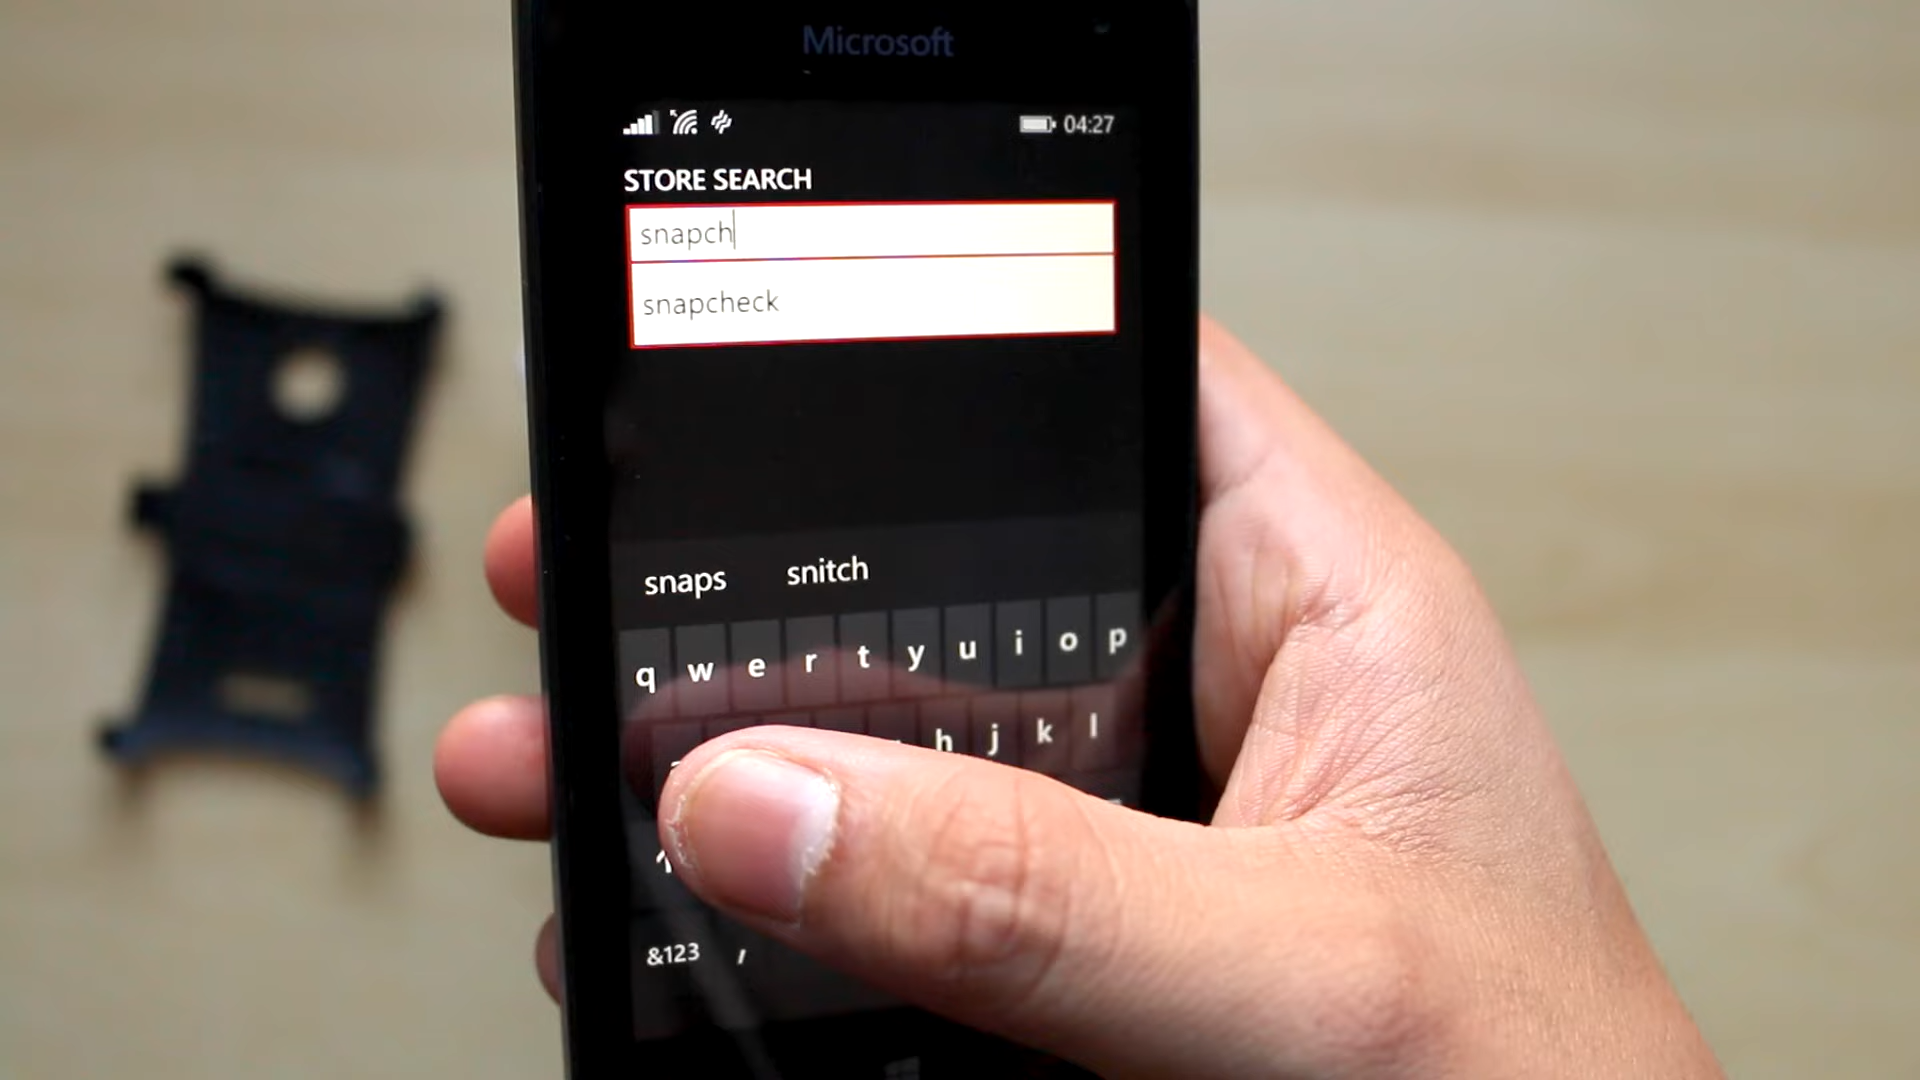 Microsoft
04:27
STORE SEARCH
snapch
snapcheck
snaps snitch
q w e r t y u i o p
h j k l
&123 ,